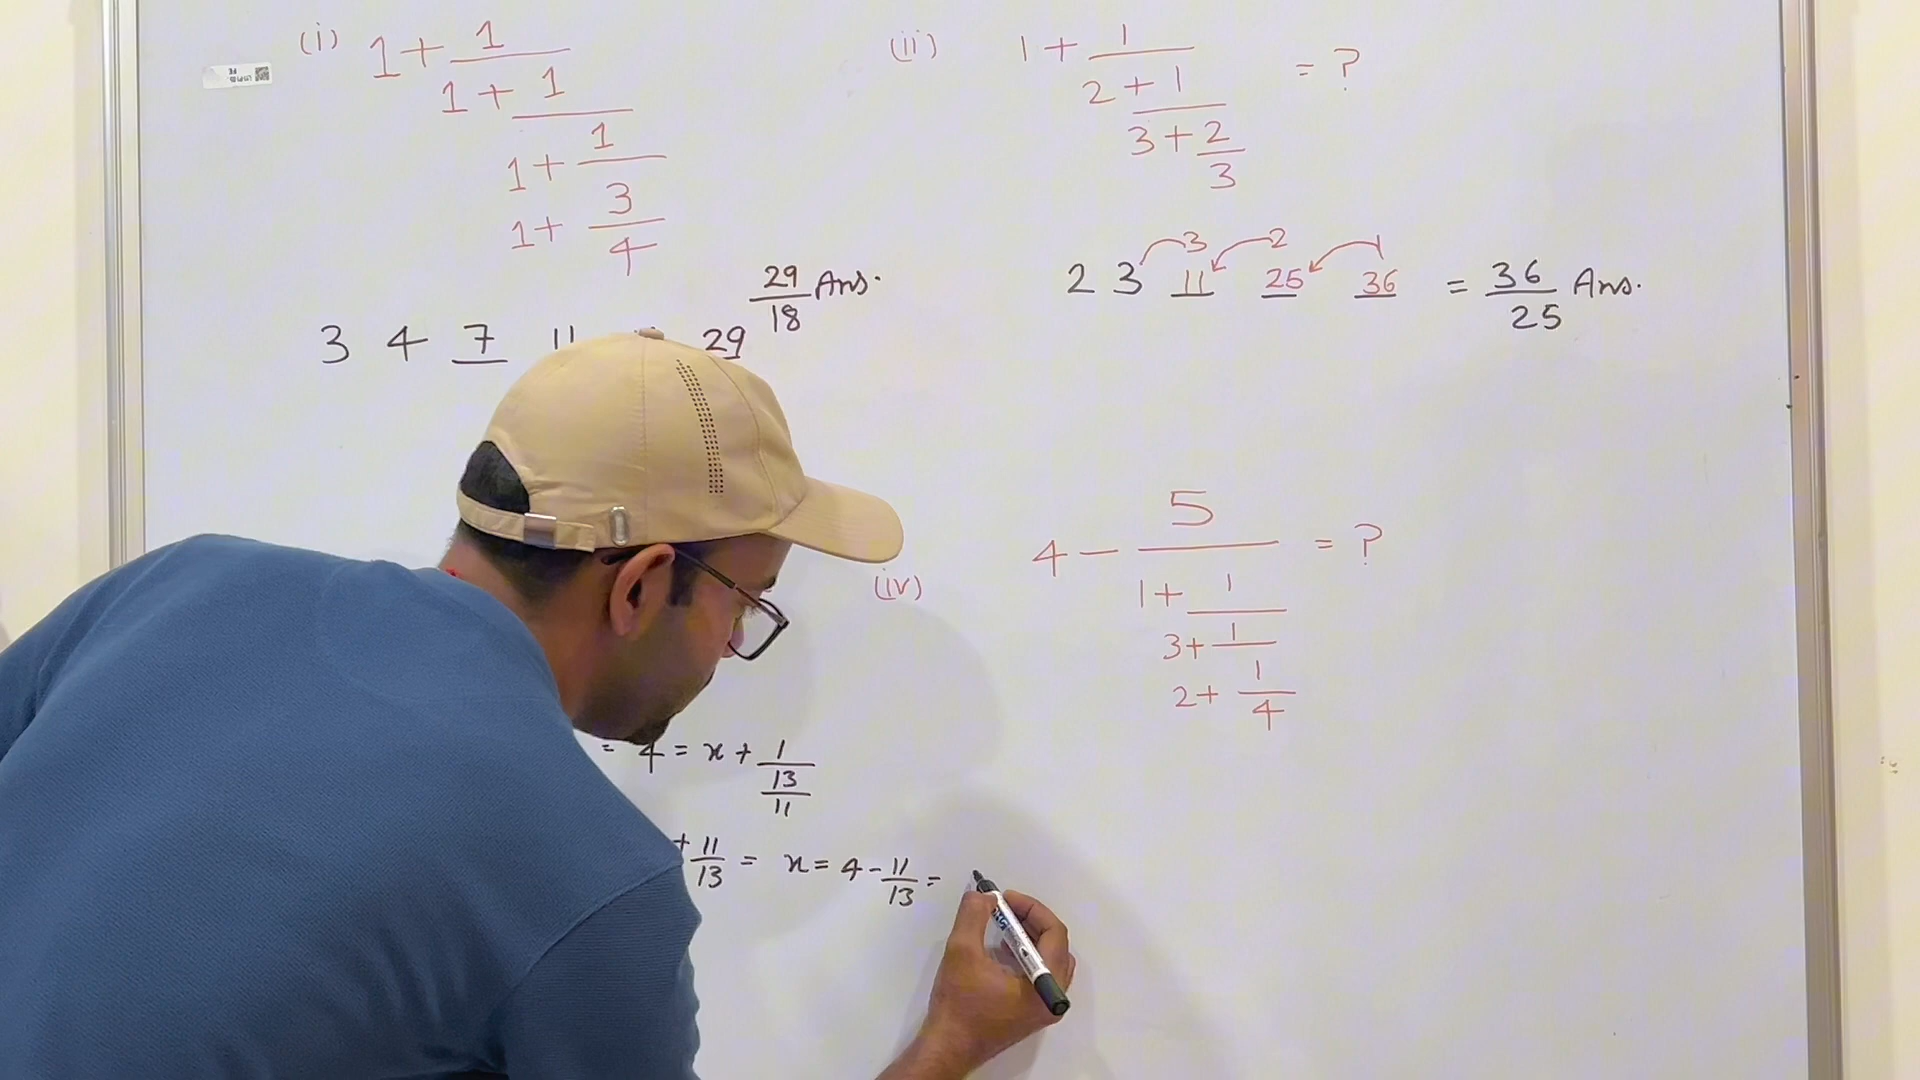 (i) 1 + 1
1 + 1
1 + 1
1 + 3
4
29 Ans.
18
3 4 7 11 29
(ii) 1 + 1 = ?
2 + 1
3 + 2
3
3 2 1
2 3 11 25 36 = 36 Ans.
25
(iv) 4 - 5 = ?
1 + 1
3 + 1
2 + 1
4
= 4 = x + 1
13
11
+ 11 = x = 4 - 11 =
13 13